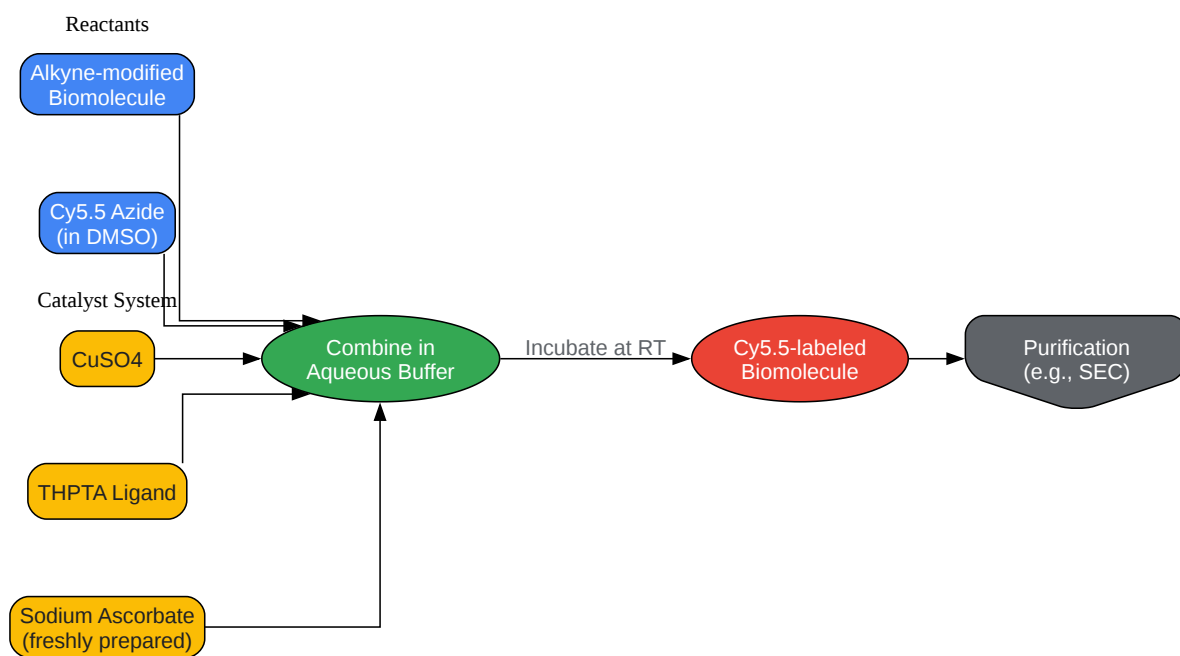 Reactants
Alkyne-modified
Biomolecule
Cy5.5 Azide
(in DMSO)
Catalyst System
CuSO4
THPTA Ligand
Sodium Ascorbate
(freshly prepared)
Combine in
Aqueous Buffer
Incubate at RT
Cy5.5-labeled
Biomolecule
Purification
(e.g., SEC)